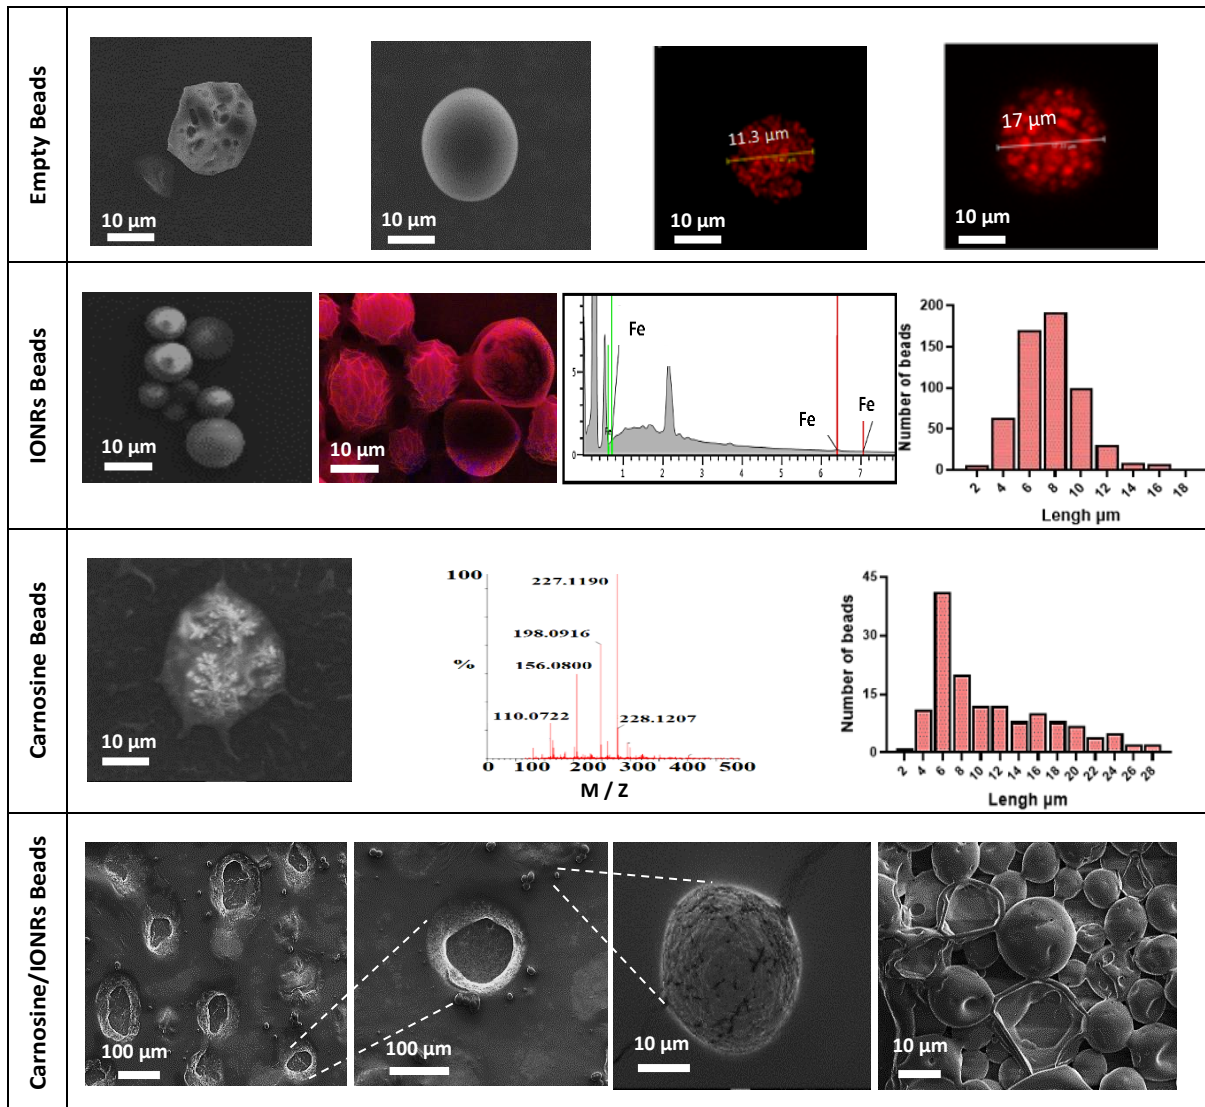 Empty Beads
10 µm
10 µm
11.3 µm
10 µm
17 µm
10 µm
IONRs Beads
10 µm
10 µm
5
0
1
2
3
4
5
6
7
Fe
Fe
Fe
Number of beads
200
150
100
50
0
2
4
6
8
10
12
14
16
18
Lengh µm
Carnosine Beads
10 µm
100
%
227.1190
198.0916
156.0800
110.0722
228.1207
0
100
200
300
400
500
M / Z
Number of beads
45
30
15
0
2
4
6
8
10
12
14
16
18
20
22
24
26
28
Lengh µm
Carnosine/IONRs Beads
100 µm
100 µm
10 µm
10 µm